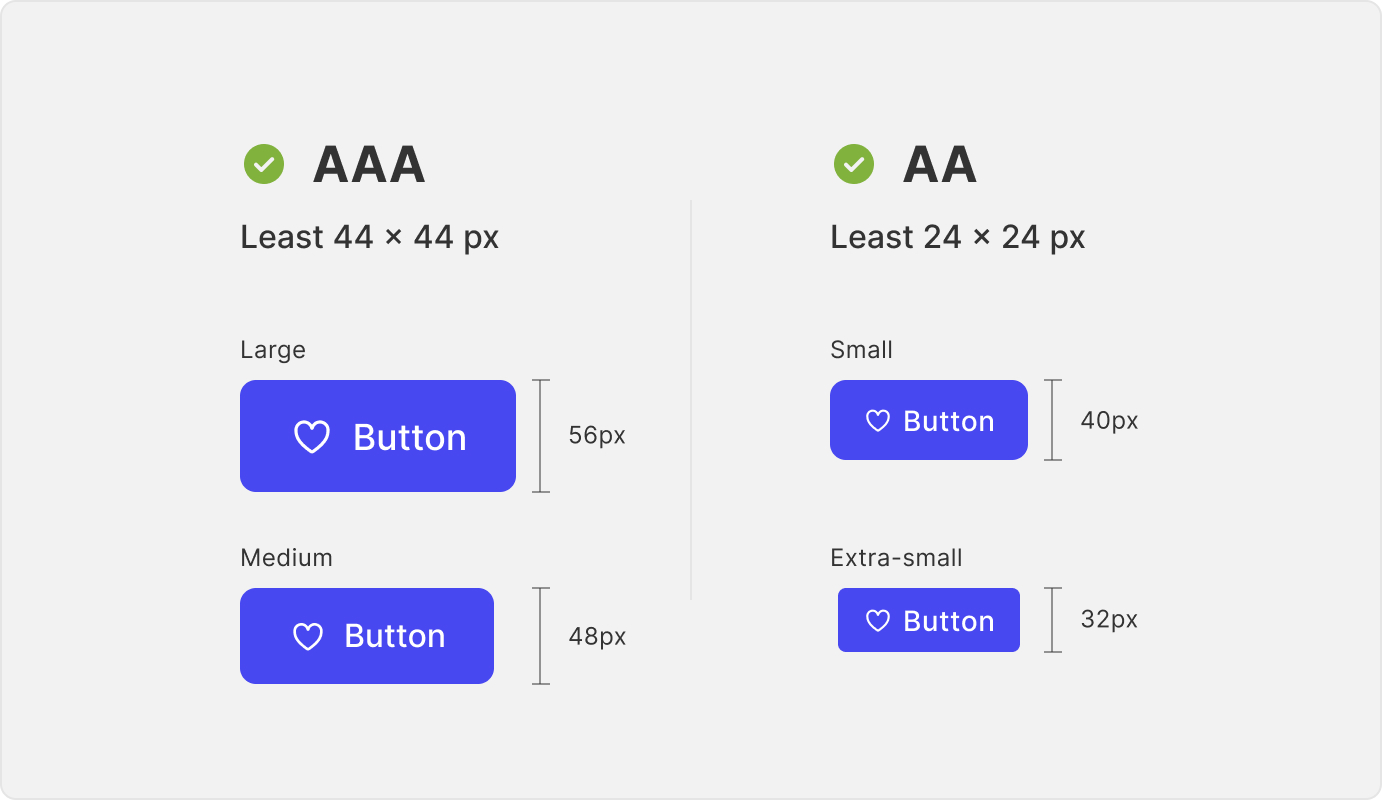 AAA
Least 44 × 44 px
Large
Button
56px
Medium
Button
48px
AA
Least 24 × 24 px
Small
Button
40px
Extra-small
Button
32px